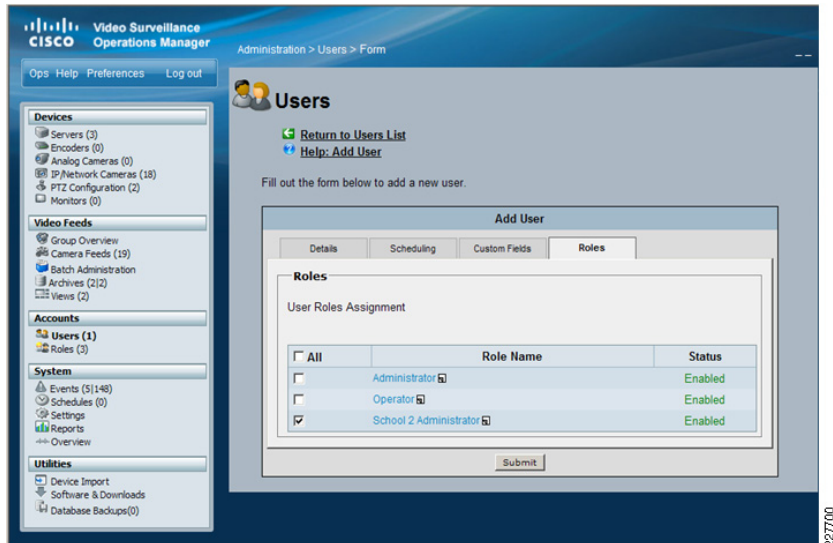 CISCO
Video Surveillance
Operations Manager
Ops Help Preferences Log out
Administration > Users > Form
Devices
Servers (3)
Encoders (0)
Analog Cameras (0)
IP/Network Cameras (18)
PTZ Configuration (2)
Monitors (0)
Video Feeds
Group Overview
Camera Feeds (19)
Batch Administration
Archives (2|2)
Views (2)
Accounts
Users (1)
Roles (3)
System
Events (5|148)
Schedules (0)
Settings
Reports
Overview
Utilities
Device Import
Software & Downloads
Database Backups(0)
Users
Return to Users List
Help: Add User
Fill out the form below to add a new user.
Add User
Details Scheduling Custom Fields Roles
Roles
User Roles Assignment
All Role Name Status
Administrator Enabled
Operator Enabled
School 2 Administrator Enabled
Submit
227700